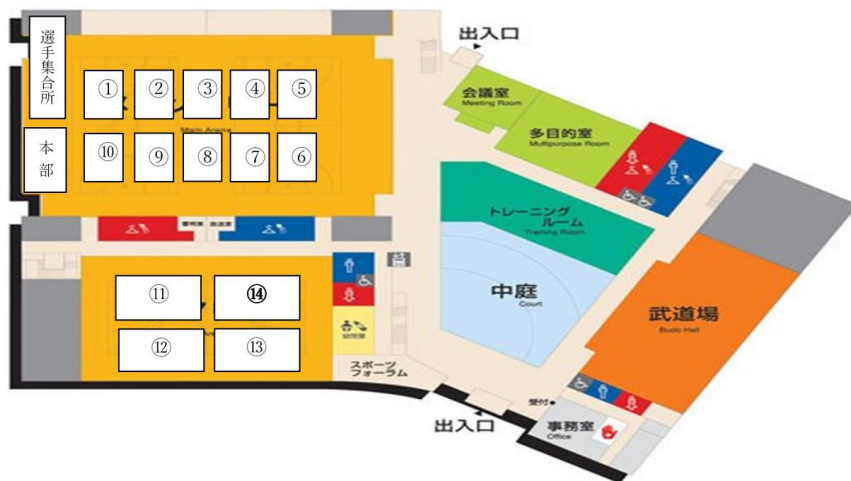 選手集合所
本部
①
②
③
④
⑤
Main Arena
⑩
⑨
⑧
⑦
⑥
⑪
⑭
⑫
⑬
幼児室
スポーツ
フォーラム
出入口
会議室
Meeting Room
多目的室
Multipurpose Room
トレーニング
ルーム
Training Room
中庭
Court
武道場
Budo Hall
受付
事務室
Office
出入口